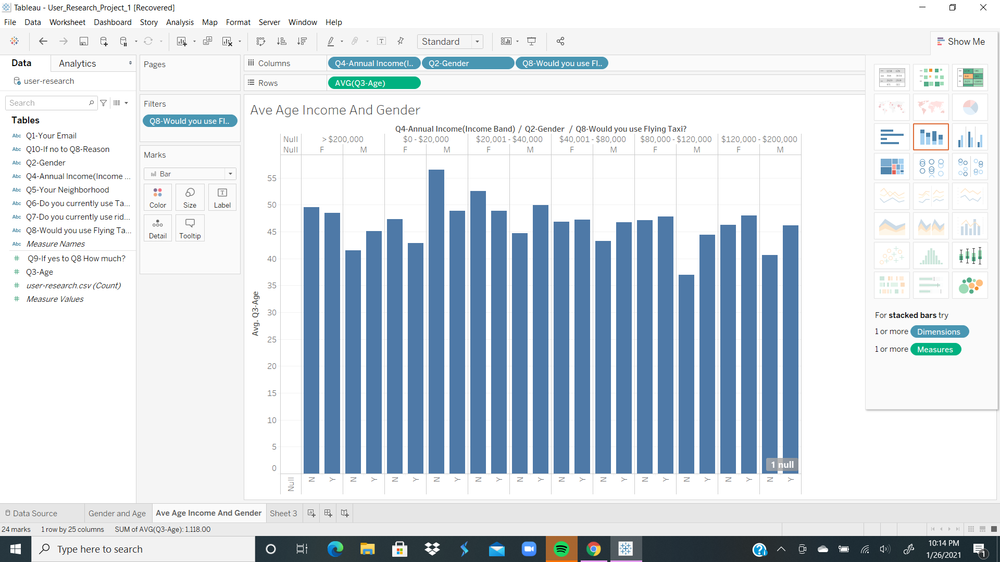 Tableau - User_Research_Project_1 [Recovered]
File Data Worksheet Dashboard Story Analysis Map Format Server Window Help
Standard
Show Me
Data
Analytics
user-research
Search
Tables
Abc Q1-Your Email
Abc Q10-If no to Q8-Reason
Abc Q2-Gender
Abc Q4-Annual Income(Income ...
Abc Q5-Your Neighborhood
Abc Q6-Do you currently use Ta...
Abc Q7-Do you currently use rid...
Abc Q8-Would you use Flying Ta...
Abc Measure Names
# Q9-If yes to Q8 How much?
# Q3-Age
# user-research.csv (Count)
# Measure Values
Pages
Filters
Q8-Would you use Fl..
Marks
Bar
Color Size Label
Detail Tooltip
Columns Q4-Annual Income(I.. Q2-Gender Q8-Would you use Fl..
Rows AVG(Q3-Age)
Ave Age Income And Gender
Q4-Annual Income(Income Band) / Q2-Gender / Q8-Would you use Flying Taxi?
Null > $200,000 $0 - $20,000 $20,001 - $40,000 $40,001 - $80,000 $80,000 - $120,000 $120,000 - $200,000
Null F M F M F M F M F M F M
55
50
45
40
35
30
25
20
15
10
5
0
Avg. Q3-Age
1 null
Null N Y N Y N Y N Y N Y N Y N Y N Y N Y N Y N Y N Y
For stacked bars try
1 or more Dimensions
1 or more Measures
Data Source Gender and Age Ave Age Income And Gender Sheet 3
24 marks 1 row by 25 columns SUM of AVG(Q3-Age): 1,118.00
Type here to search
10:14 PM
1/26/2021
1